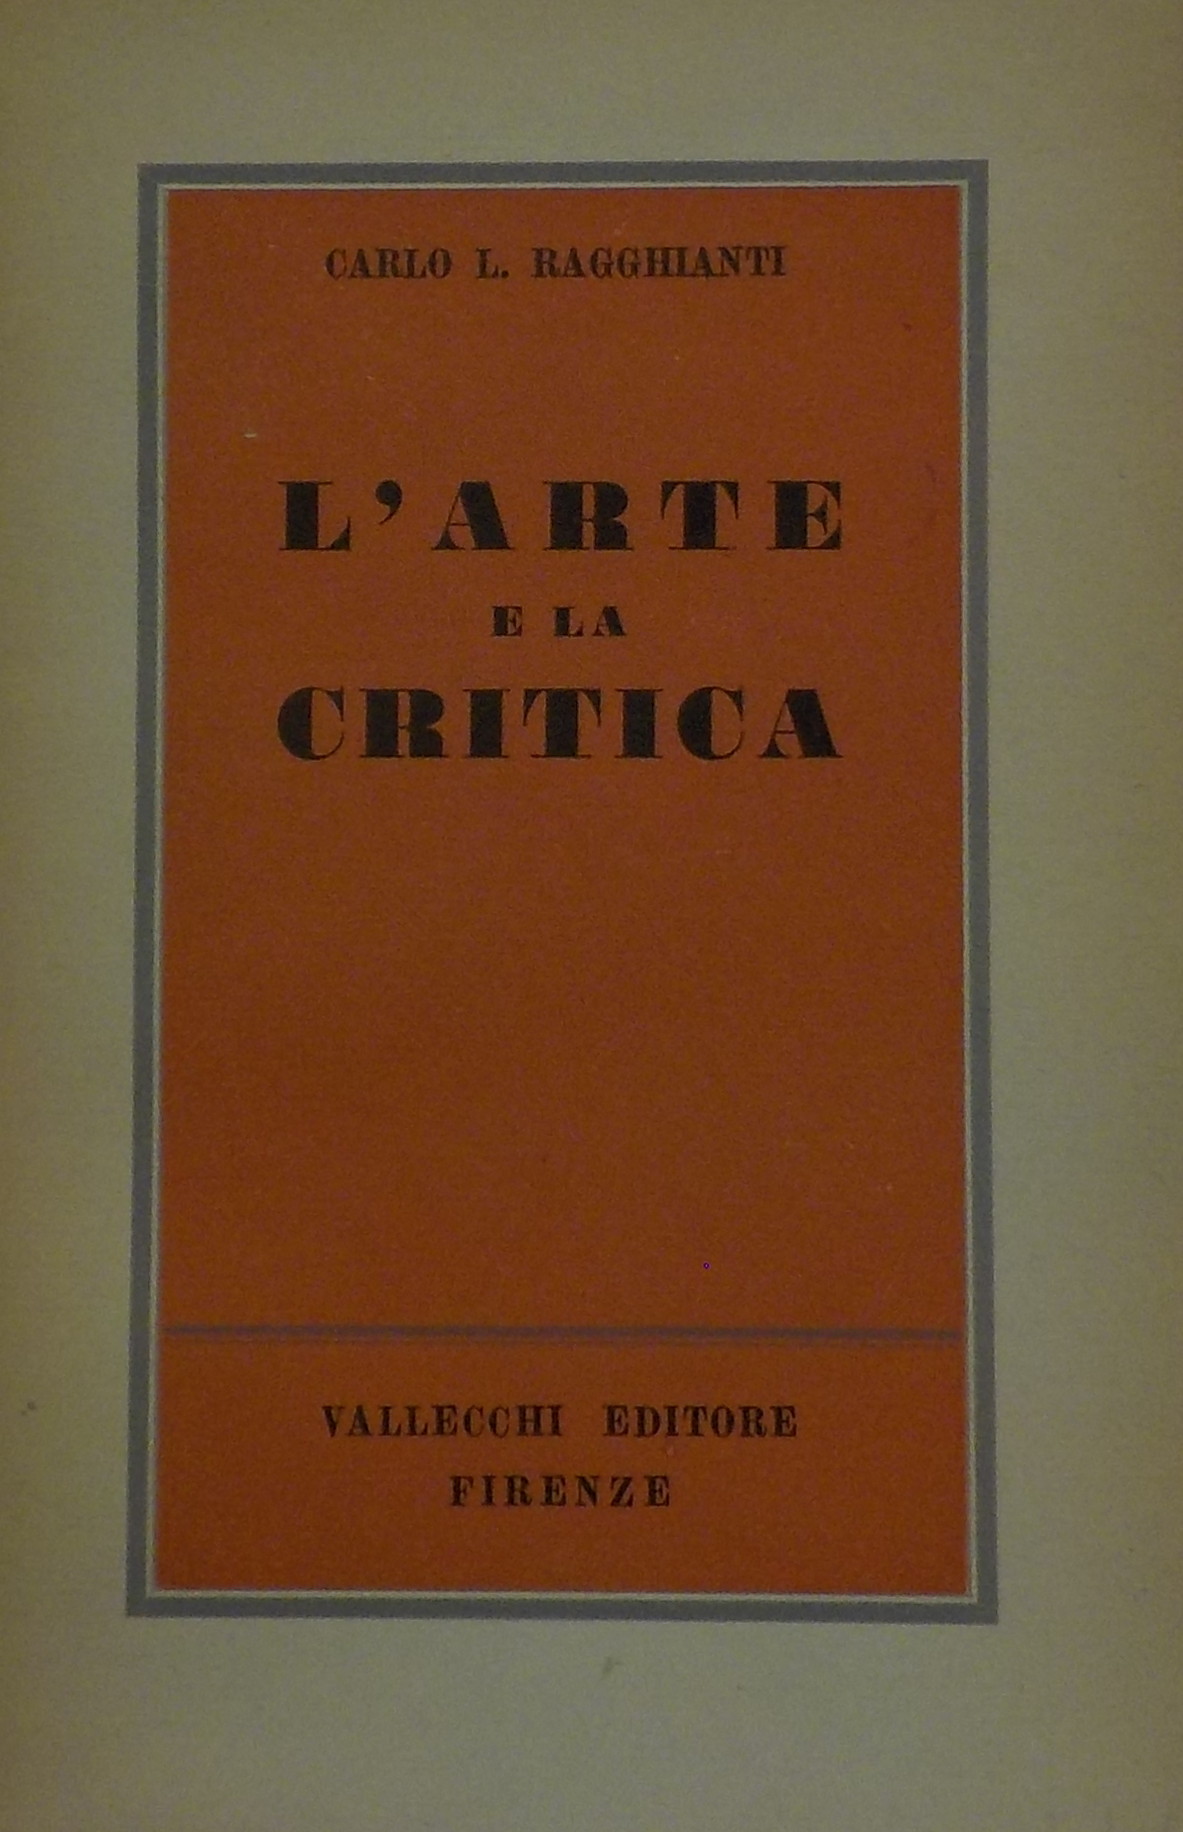 CARLO L. RAGGHIANTI
L'ARTE
E LA
CRITICA
VALLECCHI EDITORE
FIRENZE